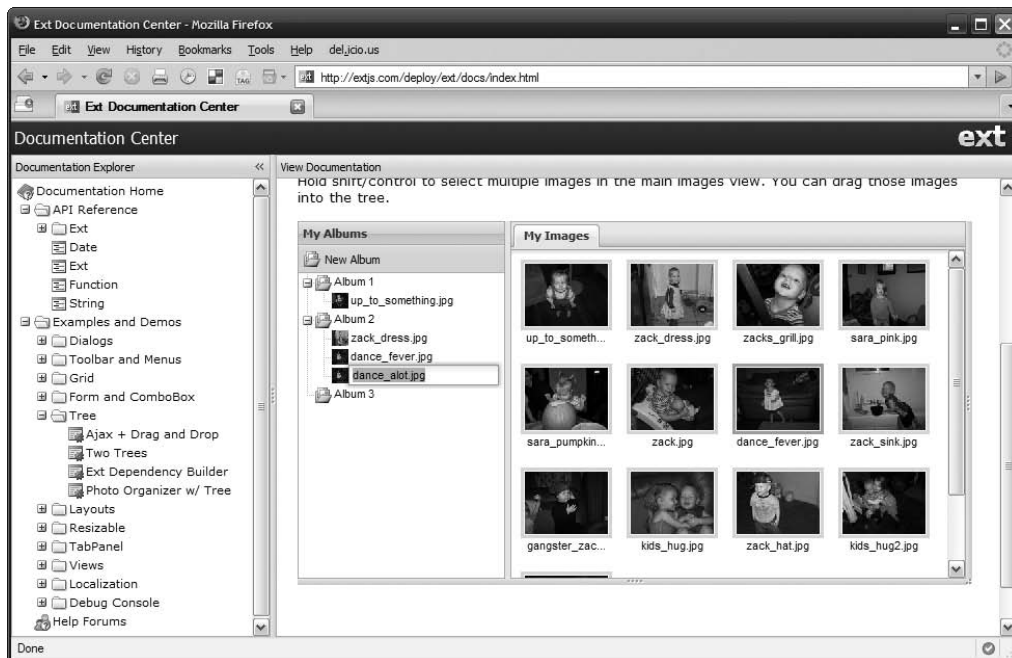 Ext Documentation Center - Mozilla Firefox
File Edit View History Bookmarks Tools Help del.icio.us
TAG
http://extjs.com/deploy/ext/docs/index.html
Ext Documentation Center
Documentation Center
ext
Documentation Explorer
Documentation Home
API Reference
Ext
Date
Ext
Function
String
Examples and Demos
Dialogs
Toolbar and Menus
Grid
Form and ComboBox
Tree
Ajax + Drag and Drop
Two Trees
Ext Dependency Builder
Photo Organizer w/ Tree
Layouts
Resizable
TabPanel
Views
Localization
Debug Console
Help Forums
View Documentation
Hold shift/control to select multiple images in the main images view. You can drag those images
into the tree.
My Albums
New Album
Album 1
up_to_something.jpg
Album 2
zack_dress.jpg
dance_fever.jpg
dance_alot.jpg
Album 3
My Images
up_to_someth... zack_dress.jpg zacks_grill.jpg sara_pink.jpg
sara_pumpkin... zack.jpg dance_fever.jpg zack_sink.jpg
gangster_zac... kids_hug.jpg zack_hat.jpg kids_hug2.jpg
Done